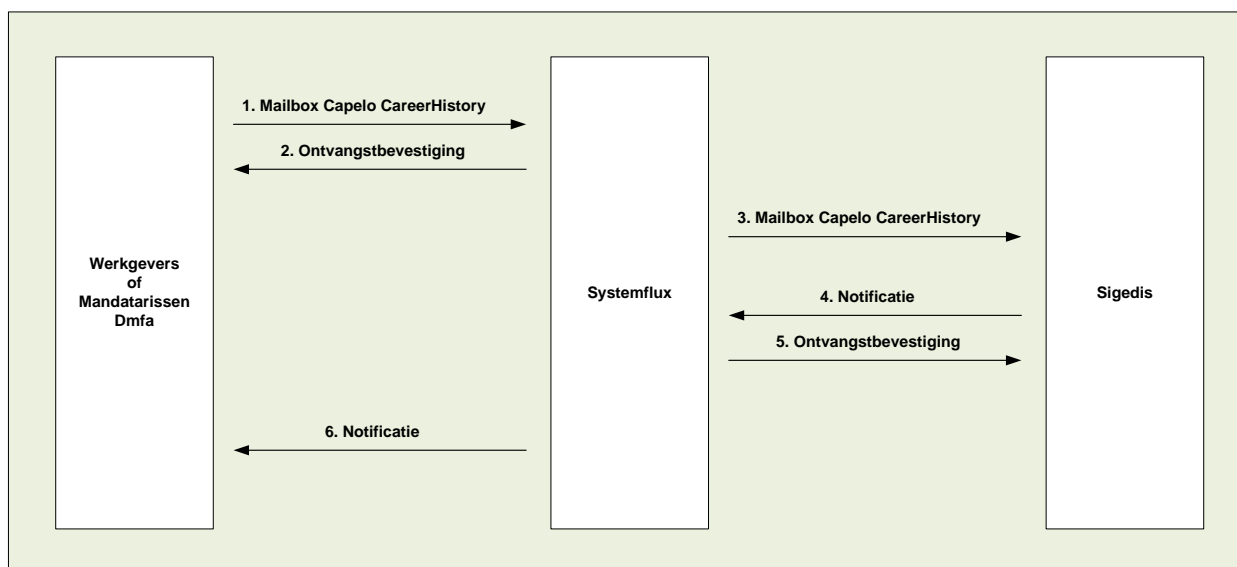 1. Mailbox Capelo CareerHistory
2. Ontvangstbevestiging
3. Mailbox Capelo CareerHistory
Werkgevers
of
Mandatarissen
Dmfa
Systemflux
Sigedis
4. Notificatie
5. Ontvangstbevestiging
6. Notificatie